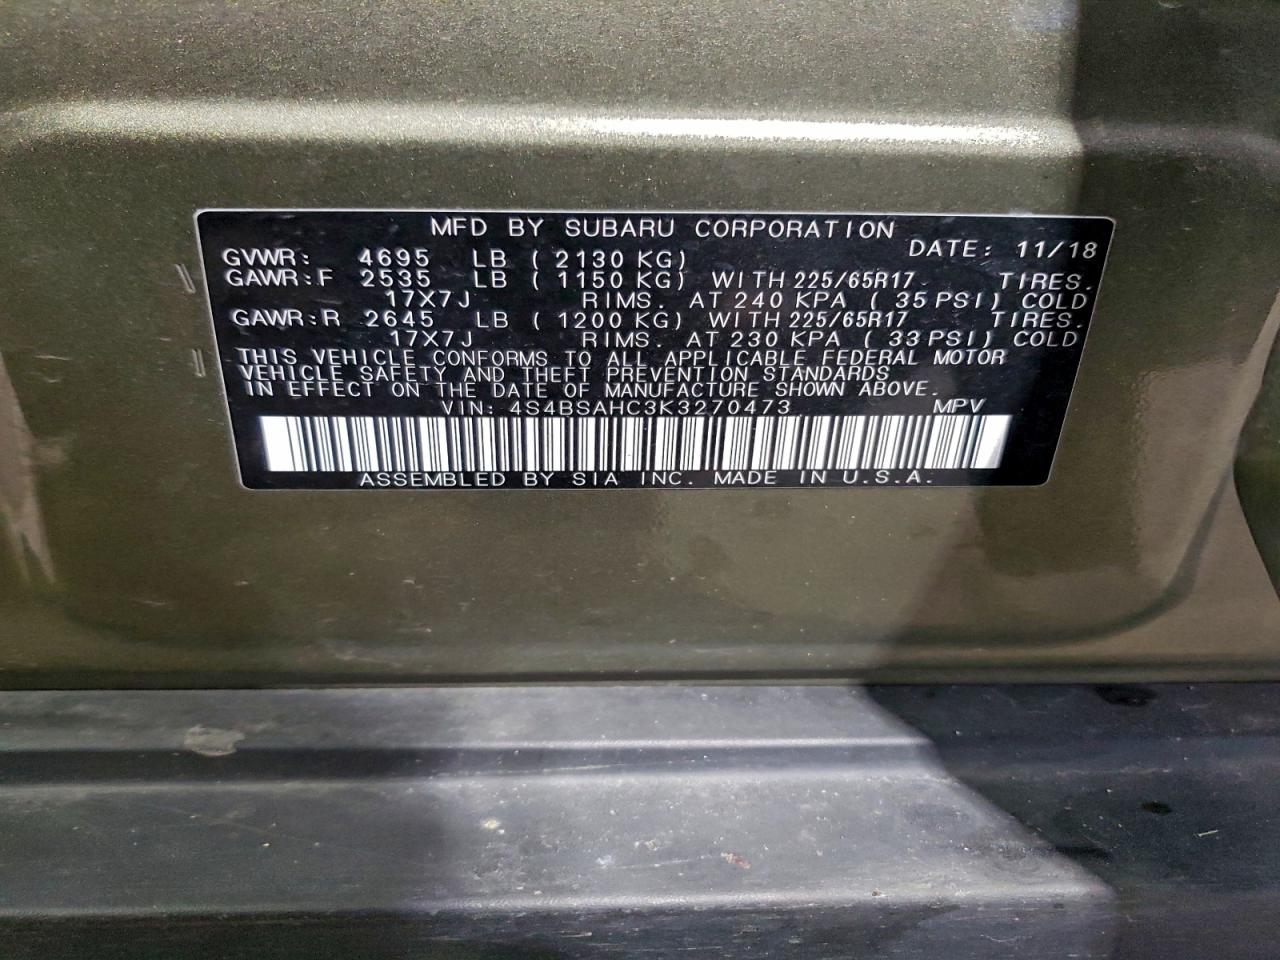 MFD BY SUBARU CORPORATION
DATE: 11/18
GVWR: 4695 LB ( 2130 KG)
GAWR:F 2535 LB ( 1150 KG) WITH 225/65R17 TIRES.
17X7J RIMS. AT 240 KPA ( 35 PSI) COLD
GAWR:R 2645 LB ( 1200 KG) WITH 225/65R17 TIRES.
17X7J RIMS. AT 230 KPA ( 33 PSI) COLD
THIS VEHICLE CONFORMS TO ALL APPLICABLE FEDERAL MOTOR
VEHICLE SAFETY AND THEFT PREVENTION STANDARDS
IN EFFECT ON THE DATE OF MANUFACTURE SHOWN ABOVE.
VIN: 4S4BSAHC3K3270473 MPV
ASSEMBLED BY SIA INC. MADE IN U.S.A.